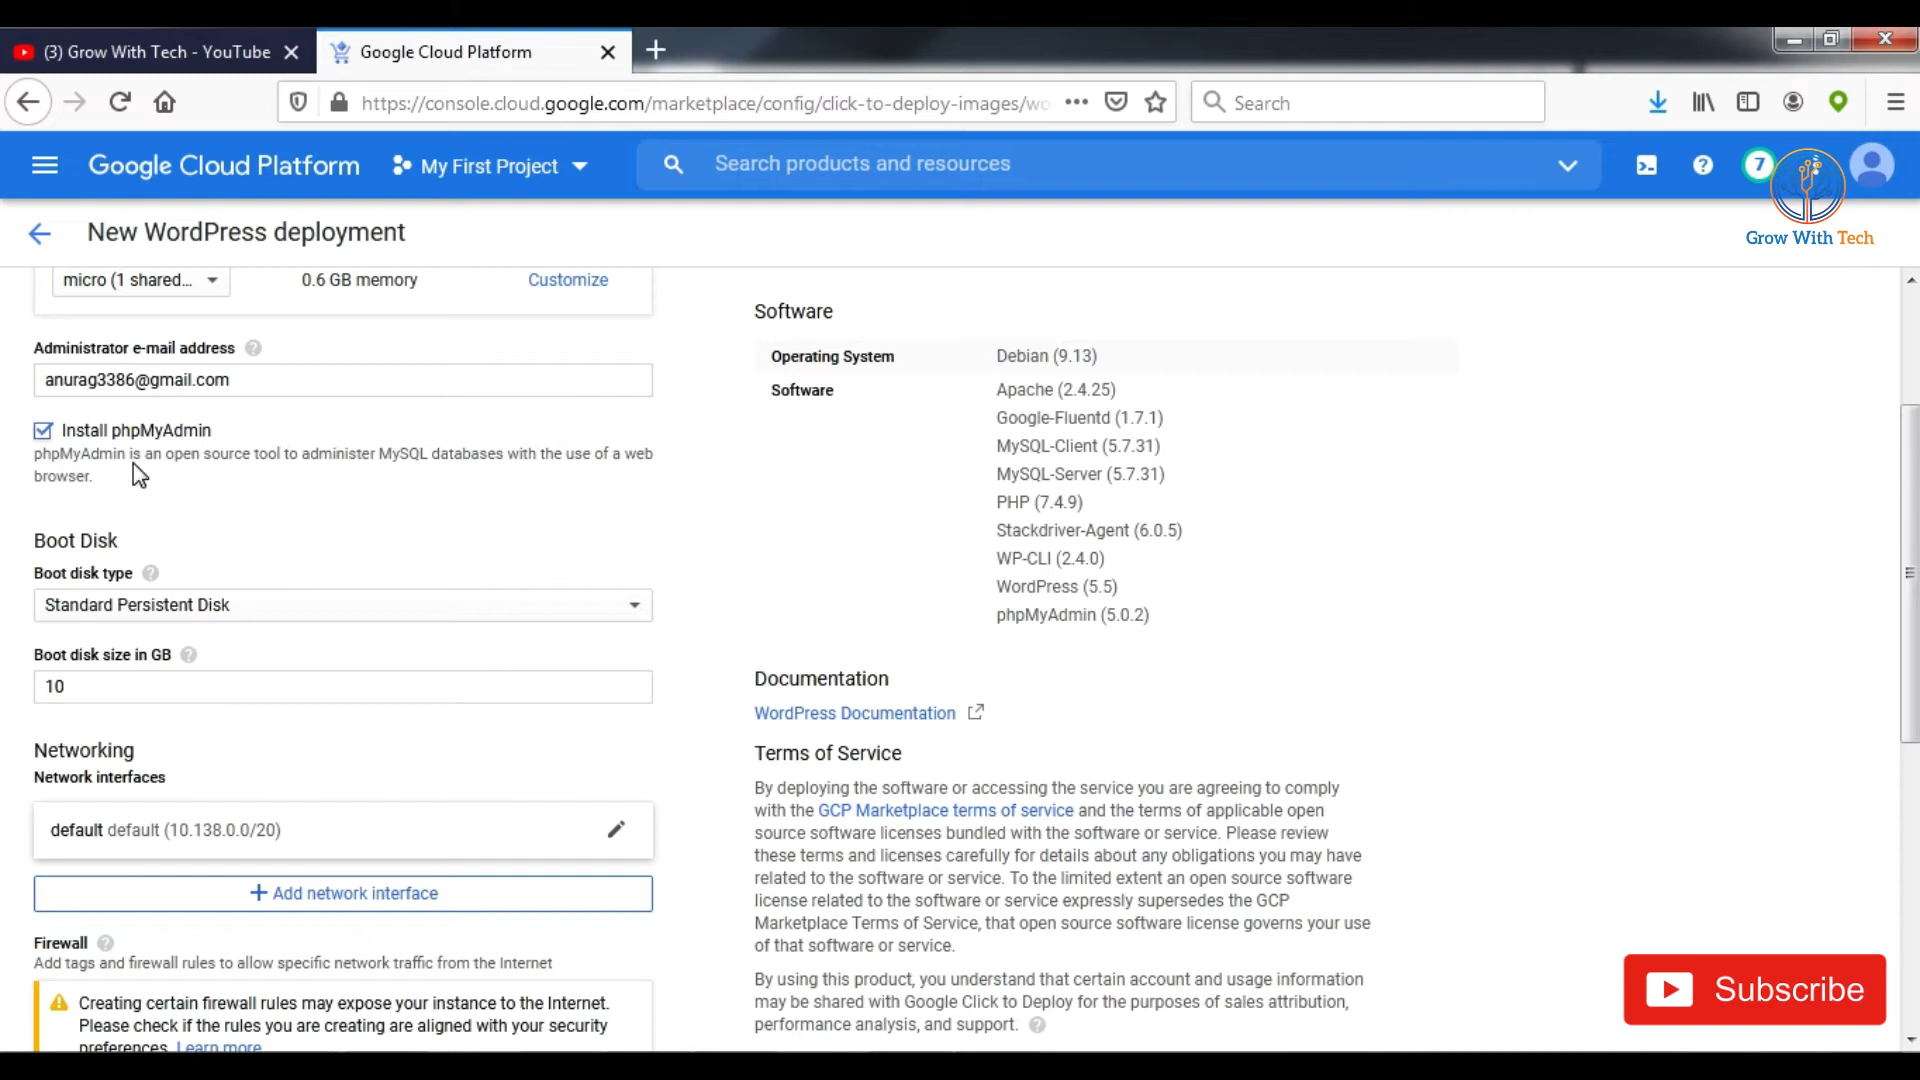 (3) Grow With Tech - YouTube
Google Cloud Platform
https://console.cloud.google.com/marketplace/config/click-to-deploy-images/wo
Search
Google Cloud Platform
My First Project
Search products and resources
7
New WordPress deployment
Grow With Tech
micro (1 shared...
0.6 GB memory
Customize
Administrator e-mail address
anurag3386@gmail.com
Install phpMyAdmin
phpMyAdmin is an open source tool to administer MySQL databases with the use of a web
browser.
Boot Disk
Boot disk type
Standard Persistent Disk
Boot disk size in GB
10
Networking
Network interfaces
default default (10.138.0.0/20)
+ Add network interface
Firewall
Add tags and firewall rules to allow specific network traffic from the Internet
Creating certain firewall rules may expose your instance to the Internet.
Please check if the rules you are creating are aligned with your security
preferences. Learn more
Software
Operating System
Debian (9.13)
Software
Apache (2.4.25)
Google-Fluentd (1.7.1)
MySQL-Client (5.7.31)
MySQL-Server (5.7.31)
PHP (7.4.9)
Stackdriver-Agent (6.0.5)
WP-CLI (2.4.0)
WordPress (5.5)
phpMyAdmin (5.0.2)
Documentation
WordPress Documentation
Terms of Service
By deploying the software or accessing the service you are agreeing to comply
with the GCP Marketplace terms of service and the terms of applicable open
source software licenses bundled with the software or service. Please review
these terms and licenses carefully for details about any obligations you may have
related to the software or service. To the limited extent an open source software
license related to the software or service expressly supersedes the GCP
Marketplace Terms of Service, that open source software license governs your use
of that software or service.
By using this product, you understand that certain account and usage information
may be shared with Google Click to Deploy for the purposes of sales attribution,
performance analysis, and support.
Subscribe